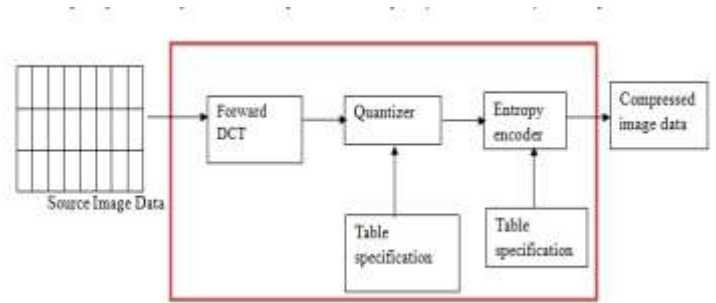 Forward
DCT
Quantizer
Entropy
encoder
Compressed
image data
Source Image Data
Table
specification
Table
specification